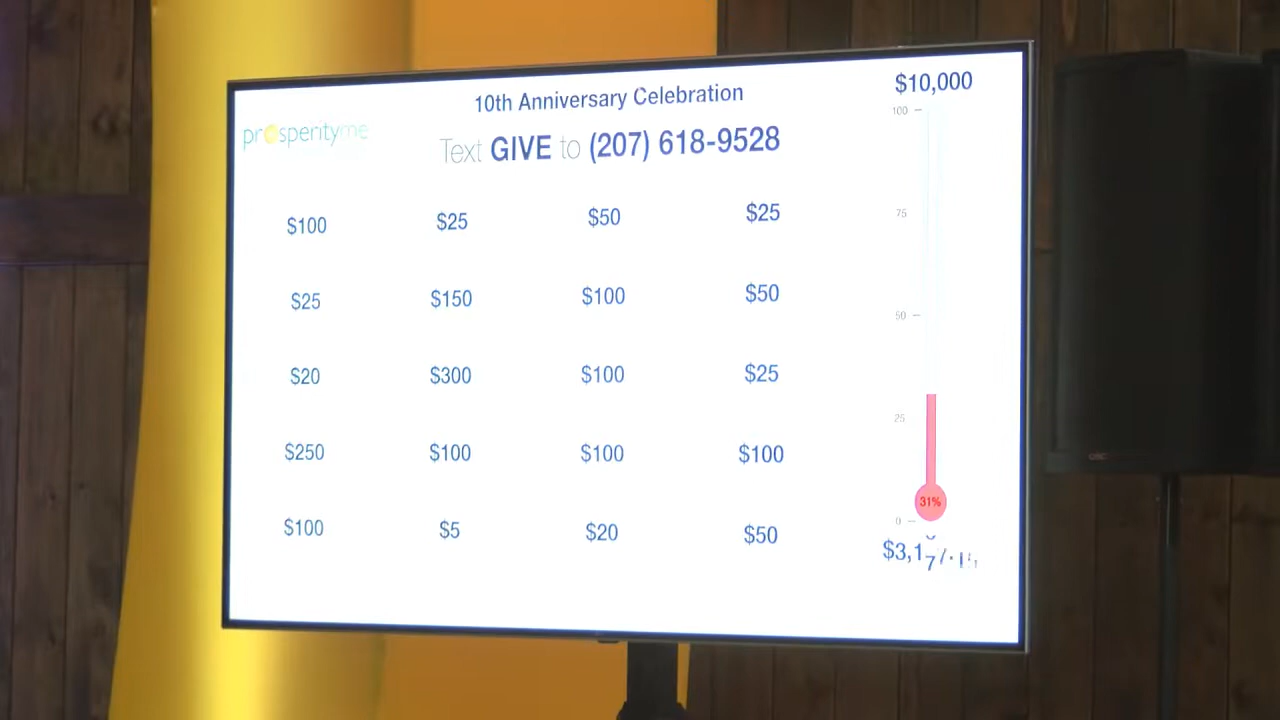 10th Anniversary Celebration
prosperityme
Text GIVE to (207) 618-9528
$10,000
100
75
50
25
0
31%
$100 $25 $50 $25
$25 $150 $100 $50
$20 $300 $100 $25
$250 $100 $100 $100
$100 $5 $20 $50